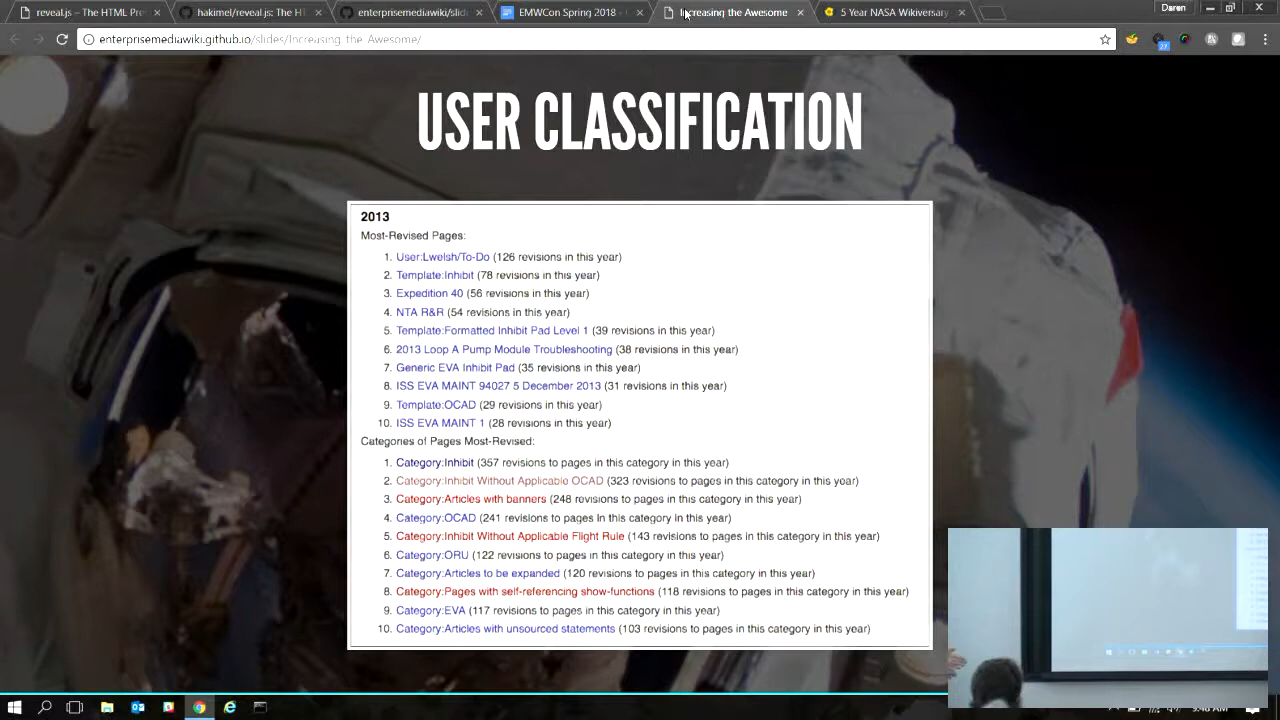 reveal.js – The HTML Pre
hakimel/reveal.js: The H
enterprisemediawiki/slid
EMWCon Spring 2018 -
Increasing the Awesome
5 Year NASA Wikiversary
Daren
enterprisemediawiki.github.io/slides/Increasing_the_Awesome/
USER CLASSIFICATION
2013
Most-Revised Pages:
1. User:Lwelsh/To-Do (126 revisions in this year)
2. Template:Inhibit (78 revisions in this year)
3. Expedition 40 (56 revisions in this year)
4. NTA R&R (54 revisions in this year)
5. Template:Formatted Inhibit Pad Level 1 (39 revisions in this year)
6. 2013 Loop A Pump Module Troubleshooting (38 revisions in this year)
7. Generic EVA Inhibit Pad (35 revisions in this year)
8. ISS EVA MAINT 94027 5 December 2013 (31 revisions in this year)
9. Template:OCAD (29 revisions in this year)
10. ISS EVA MAINT 1 (28 revisions in this year)
Categories of Pages Most-Revised:
1. Category:Inhibit (357 revisions to pages in this category in this year)
2. Category:Inhibit Without Applicable OCAD (323 revisions to pages in this category in this year)
3. Category:Articles with banners (248 revisions to pages in this category in this year)
4. Category:OCAD (241 revisions to pages in this category in this year)
5. Category:Inhibit Without Applicable Flight Rule (143 revisions to pages in this category in this year)
6. Category:ORU (122 revisions to pages in this category in this year)
7. Category:Articles to be expanded (120 revisions to pages in this category in this year)
8. Category:Pages with self-referencing show-functions (118 revisions to pages in this category in this year)
9. Category:EVA (117 revisions to pages in this category in this year)
10. Category:Articles with unsourced statements (103 revisions to pages in this category in this year)